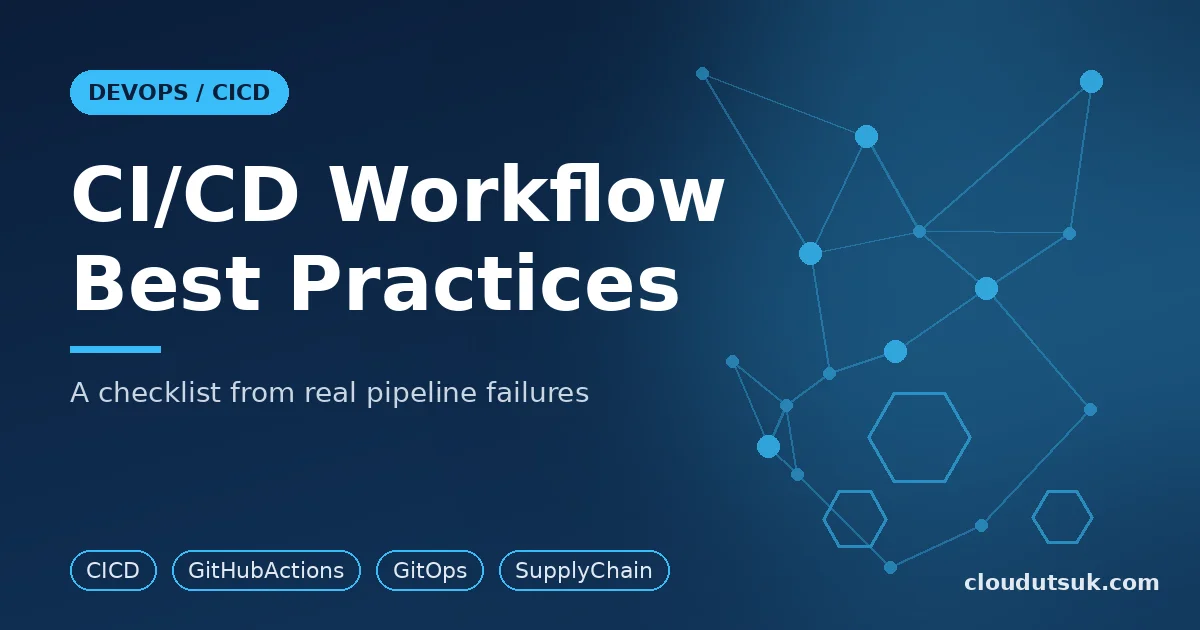 DEVOPS / CICD
CI/CD Workflow
Best Practices
A checklist from real pipeline failures
CICD
GitHubActions
GitOps
SupplyChain
cloudutsuk.com